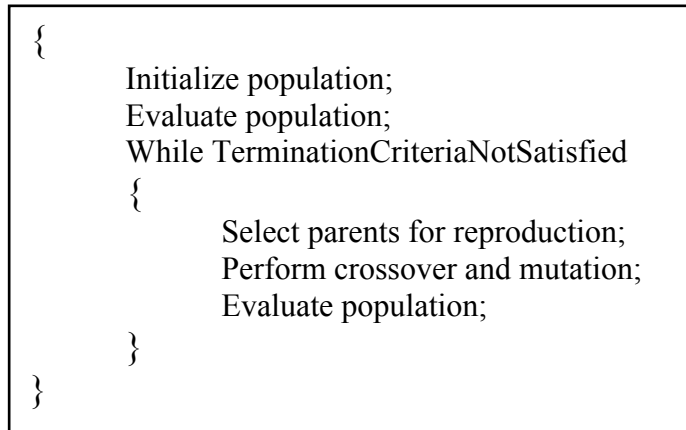 {
Initialize population;
Evaluate population;
While TerminationCriteriaNotSatisfied
{
Select parents for reproduction;
Perform crossover and mutation;
Evaluate population;
}
}